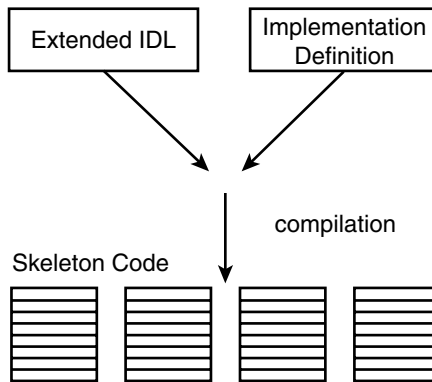 Extended IDL
Implementation
Definition
compilation
Skeleton Code